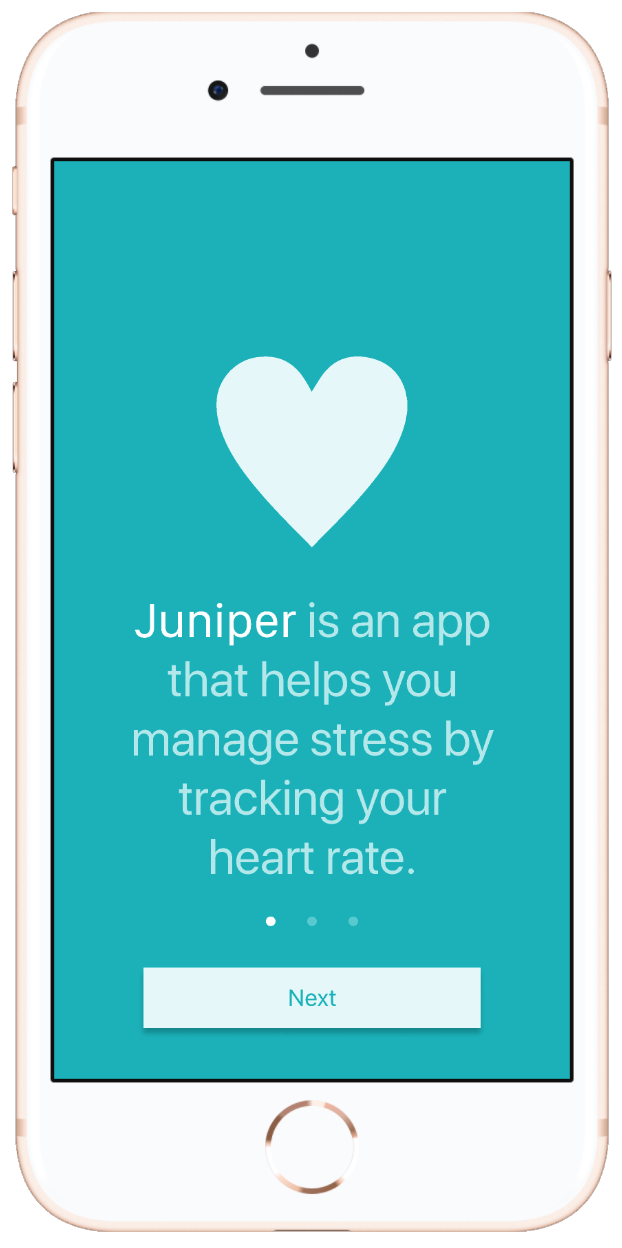 Juniper is an app
that helps you
manage stress by
tracking your
heart rate.
Next